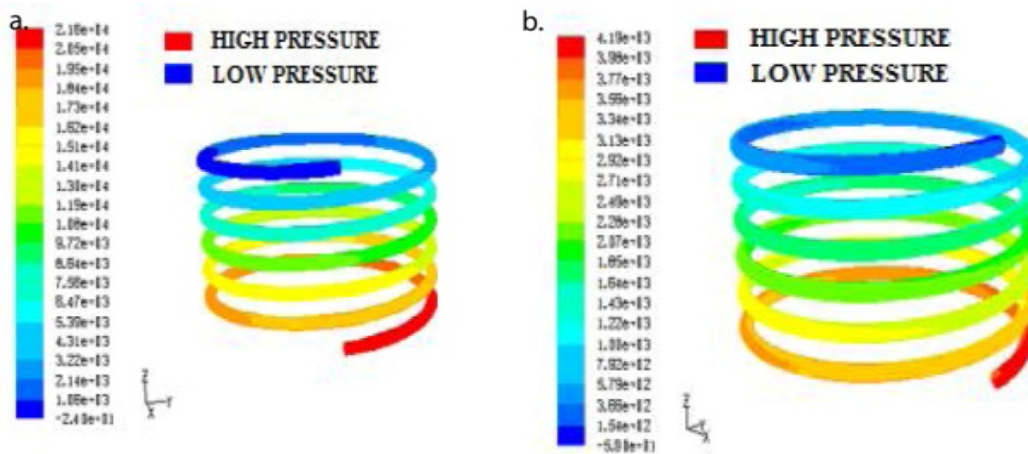 a.
HIGH PRESSURE
LOW PRESSURE
2.16e+04
2.05e+04
1.95e+04
1.84e+04
1.73e+04
1.62e+04
1.51e+04
1.41e+04
1.30e+04
1.19e+04
1.08e+04
9.72e+03
8.64e+03
7.56e+03
6.47e+03
5.39e+03
4.31e+03
3.22e+03
2.14e+03
1.06e+03
Z
Y
X
b.
HIGH PRESSURE
LOW PRESSURE
4.19e+03
3.98e+03
3.77e+03
3.56e+03
3.34e+03
3.13e+03
2.92e+03
2.71e+03
2.49e+03
2.28e+03
2.07e+03
1.85e+03
1.64e+03
1.43e+03
1.22e+03
1.00e+03
7.92e+02
5.79e+02
3.66e+02
1.54e+02
Z
Y
X